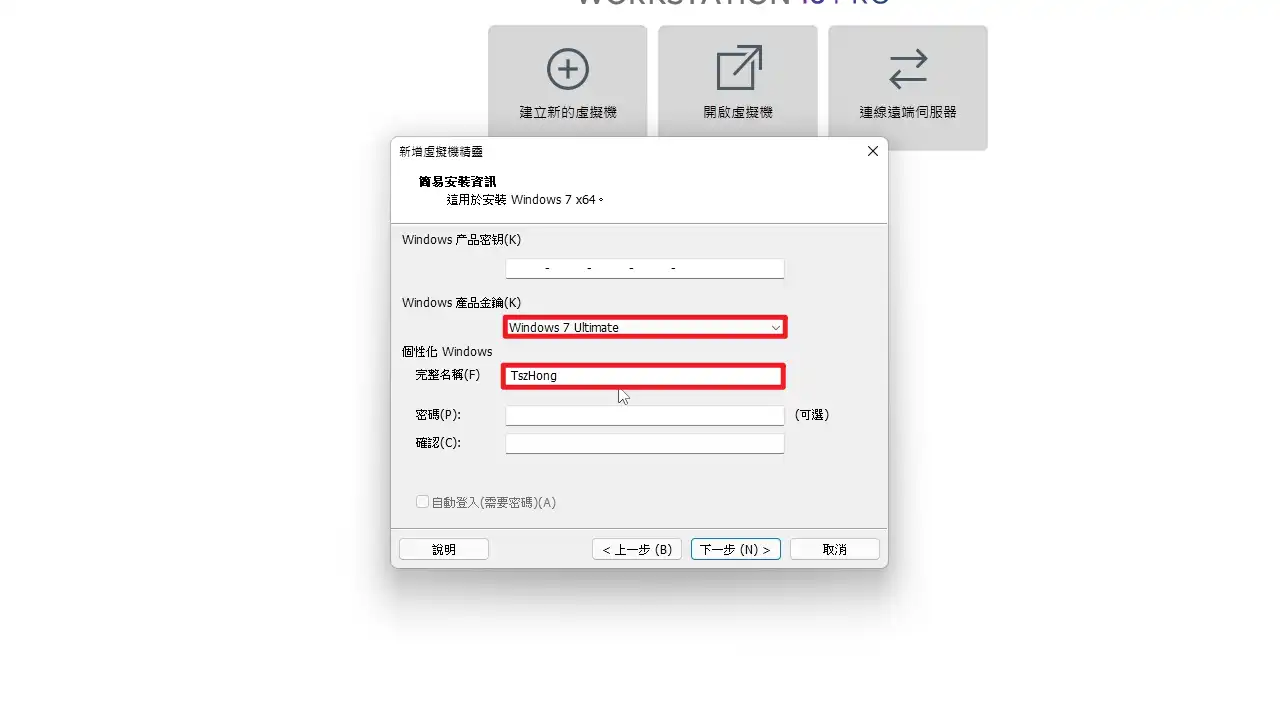 WORKSTATION 16 PRO
建立新的虛擬機
開啟虛擬機
連線遠端伺服器
新增虛擬機精靈
簡易安裝資訊
這用於安裝 Windows 7 x64。
Windows 产品密钥(K)
- - - -
Windows 產品金鑰(K)
Windows 7 Ultimate
個性化 Windows
完整名稱(F)
TszHong
密碼(P):
(可選)
確認(C):
自動登入(需要密碼)(A)
說明
< 上一步 (B)
下一步 (N) >
取消